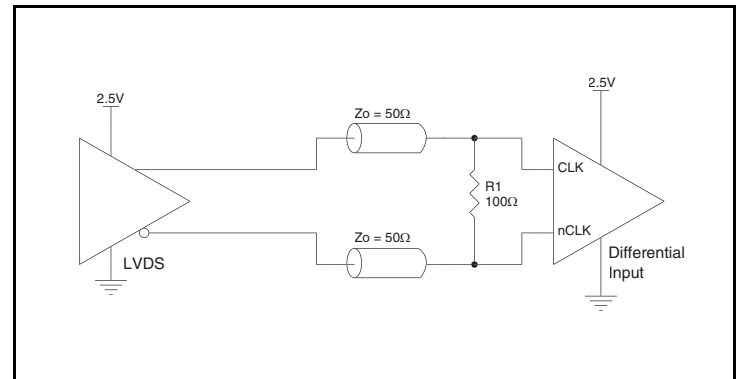 2.5V
2.5V
Zo = 50Ω
CLK
R1
100Ω
nCLK
Zo = 50Ω
LVDS
Differential
Input